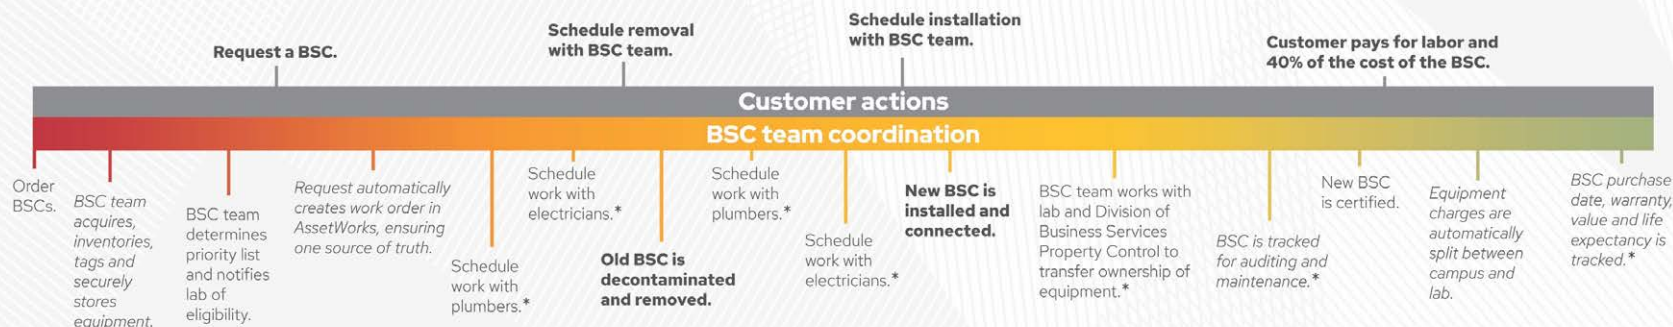 Request a BSC.
Schedule removal
with BSC team.
Schedule installation
with BSC team.
Customer pays for labor and
40% of the cost of the BSC.
Customer actions
BSC team coordination
Order
BSCs.
BSC team
acquires,
inventories,
tags and
securely
stores
equipment.
BSC team
determines
priority list
and notifies
lab of
eligibility.
Request automatically
creates work order in
AssetWorks, ensuring
one source of truth.
Schedule
work with
plumbers.*
Schedule
work with
electricians.*
Old BSC is
decontaminated
and removed.
Schedule
work with
plumbers.*
Schedule
work with
electricians.*
New BSC is
installed and
connected.
BSC team works with
lab and Division of
Business Services
Property Control to
transfer ownership of
equipment.*
BSC is tracked
for auditing and
maintenance.*
New BSC
is certified.
Equipment
charges are
automatically
split between
campus and
lab.
BSC purchase
date, warranty,
value and life
expectancy is
tracked.*